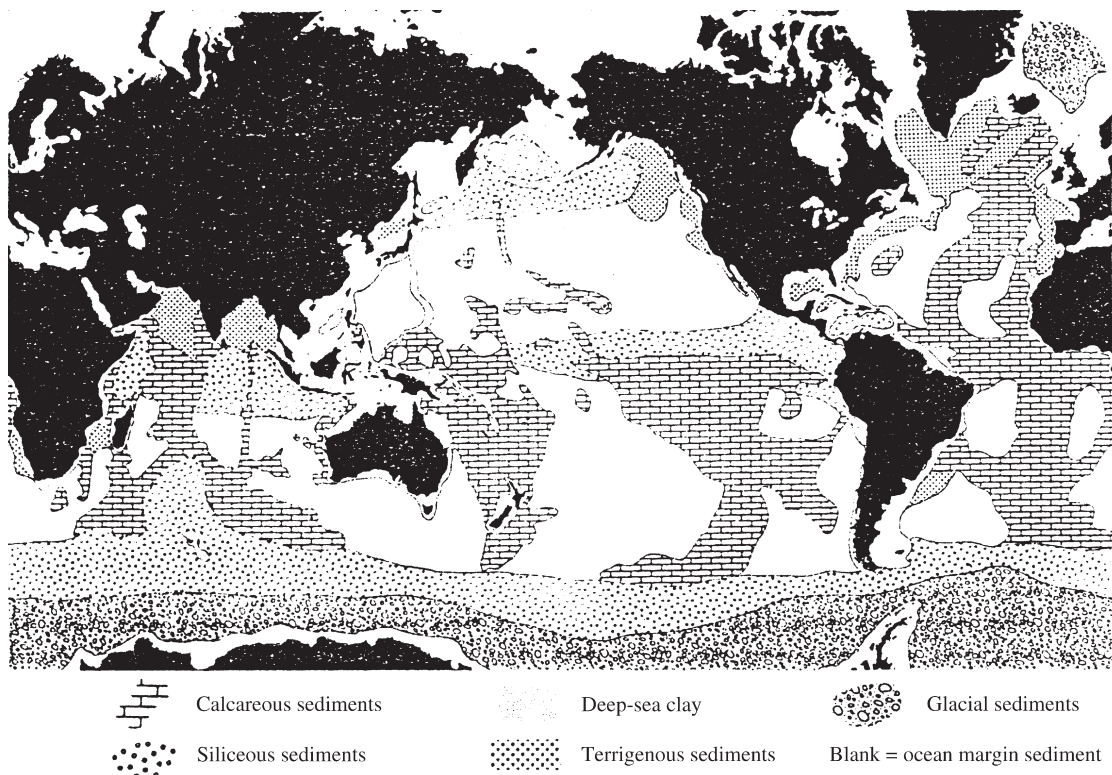 Calcareous sediments
Deep-sea clay
Glacial sediments
Siliceous sediments
Terrigenous sediments
Blank = ocean margin sediment